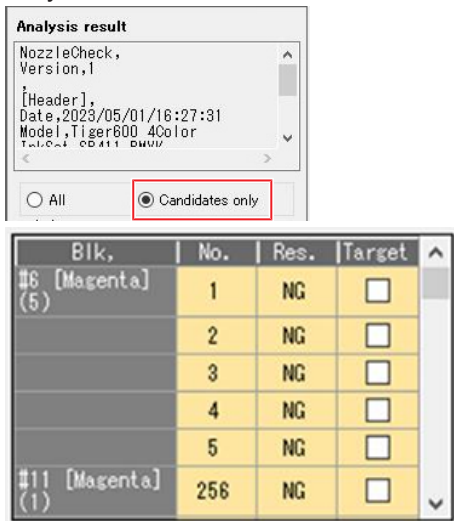 Analysis result
NozzleCheck,
Version,1
,
[Header],
Date,2023/05/01/16:27:31
Model,Tiger600 4Color
All
Candidates only
Blk, No. Res. Target
#6 [Magenta] (5) 1 NG
2 NG
3 NG
4 NG
5 NG
#11 [Magenta] (1) 256 NG